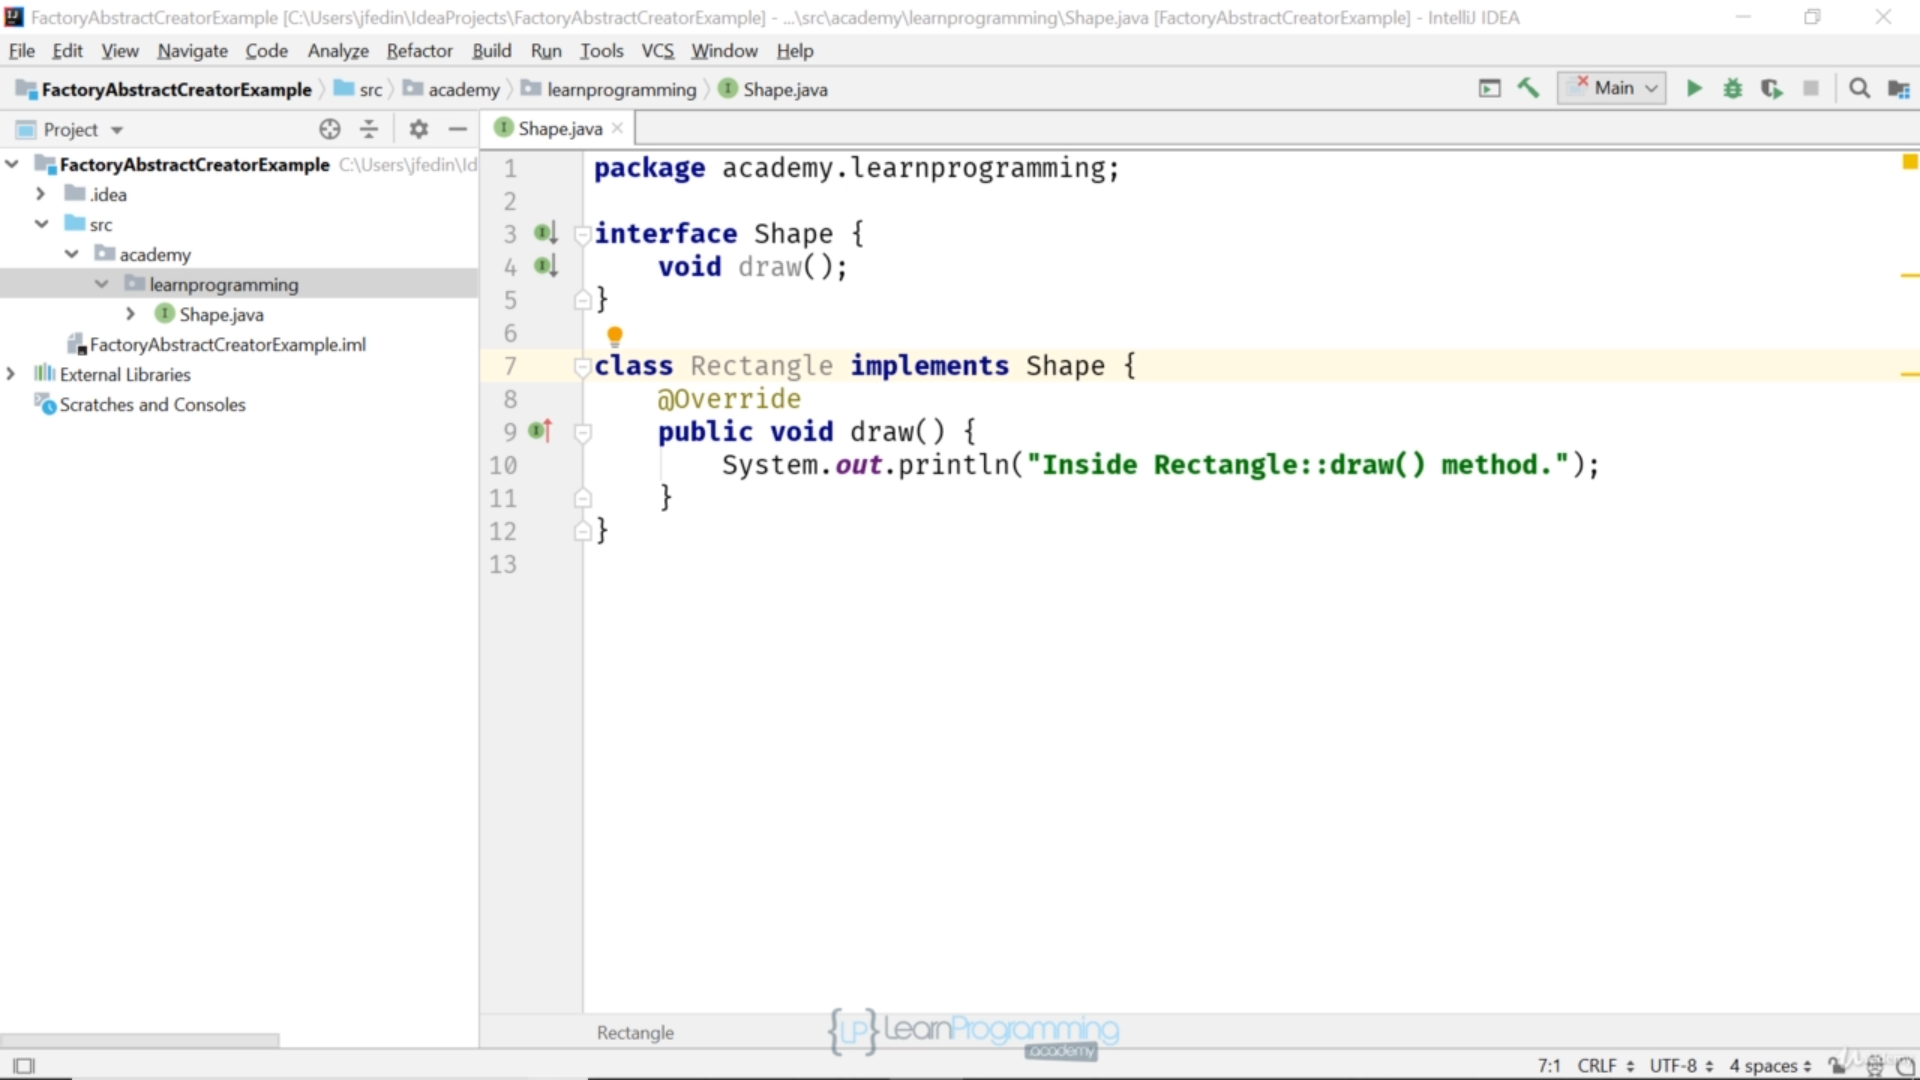 FactoryAbstractCreatorExample [C:\Users\jfedin\IdeaProjects\FactoryAbstractCreatorExample] - ...\src\academy\learnprogramming\Shape.java [FactoryAbstractCreatorExample] - IntelliJ IDEA
File Edit View Navigate Code Analyze Refactor Build Run Tools VCS Window Help
FactoryAbstractCreatorExample src academy learnprogramming Shape.java Main
Project Shape.java
FactoryAbstractCreatorExample C:\Users\jfedin\Id
.idea
src
academy
learnprogramming
Shape.java
FactoryAbstractCreatorExample.iml
External Libraries
Scratches and Consoles
1 package academy.learnprogramming;
2
3 interface Shape {
4 void draw();
5 }
6
7 class Rectangle implements Shape {
8 @Override
9 public void draw() {
10 System.out.println("Inside Rectangle::draw() method.");
11 }
12 }
13
Rectangle
{LP} LearnProgramming
academy
7:1 CRLF UTF-8 4 spaces